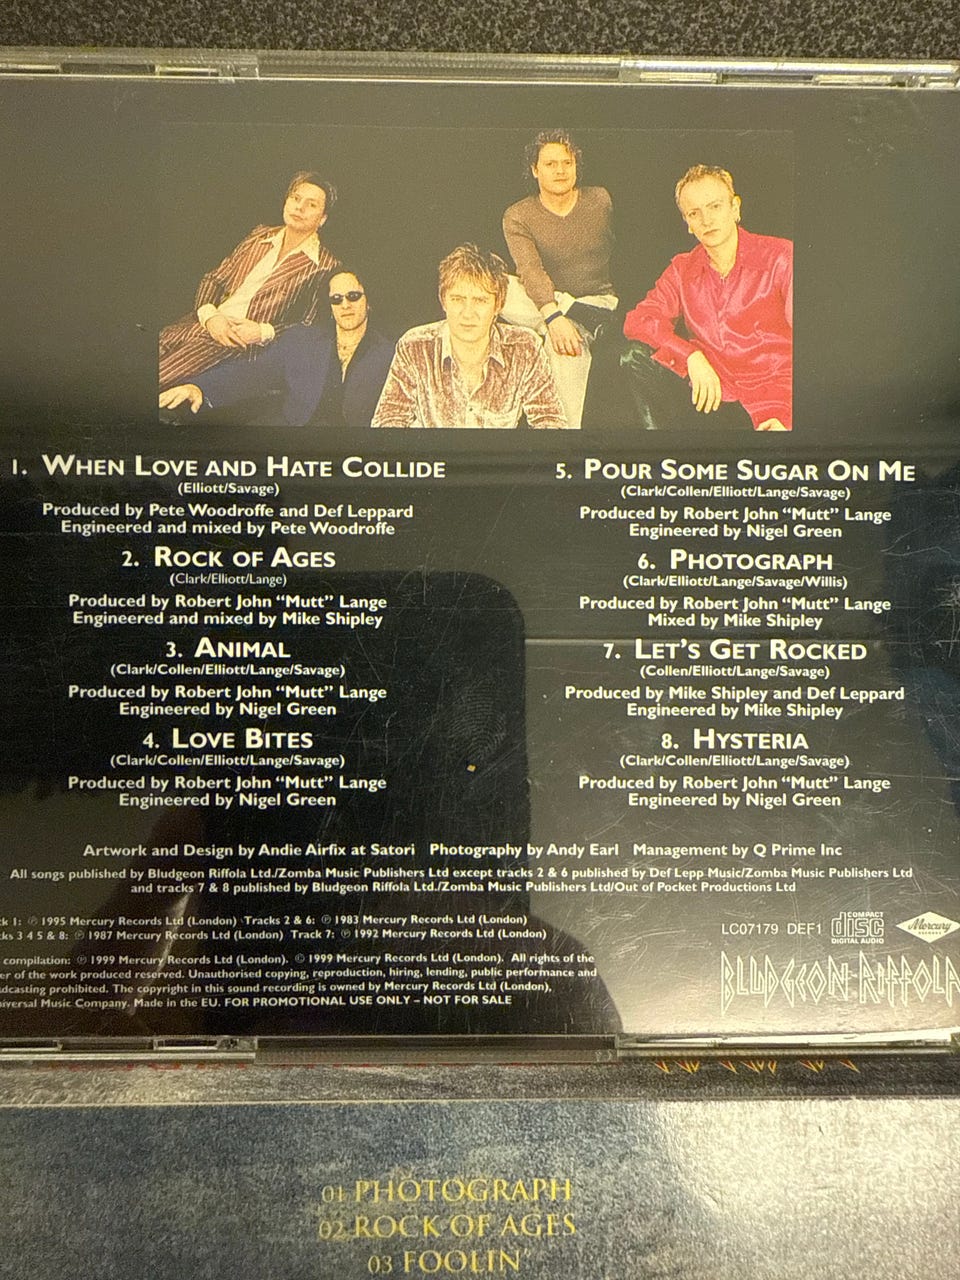 1. WHEN LOVE AND HATE COLLIDE
(Elliott/Savage)
Produced by Pete Woodroffe and Def Leppard
Engineered and mixed by Pete Woodroffe
2. ROCK OF AGES
(Clark/Elliott/Lange)
Produced by Robert John “Mutt” Lange
Engineered and mixed by Mike Shipley
3. ANIMAL
(Clark/Collen/Elliott/Lange/Savage)
Produced by Robert John “Mutt” Lange
Engineered by Nigel Green
4. LOVE BITES
(Clark/Collen/Elliott/Lange/Savage)
Produced by Robert John “Mutt” Lange
Engineered by Nigel Green
5. POUR SOME SUGAR ON ME
(Clark/Collen/Elliott/Lange/Savage)
Produced by Robert John “Mutt” Lange
Engineered by Nigel Green
6. PHOTOGRAPH
(Clark/Elliott/Lange/Savage/Willis)
Produced by Robert John “Mutt” Lange
Mixed by Mike Shipley
7. LET’S GET ROCKED
(Collen/Elliott/Lange/Savage)
Produced by Mike Shipley and Def Leppard
Engineered by Mike Shipley
8. HYSTERIA
(Clark/Collen/Elliott/Lange/Savage)
Produced by Robert John “Mutt” Lange
Engineered by Nigel Green
Artwork and Design by Andie Airfix at Satori Photography by Andy Earl Management by Q Prime Inc
All songs published by Bludgeon Riffola Ltd./Zomba Music Publishers Ltd except tracks 2 & 6 published by Def Lepp Music/Zomba Music Publishers Ltd
and tracks 7 & 8 published by Bludgeon Riffola Ltd./Zomba Music Publishers Ltd/Out of Pocket Productions Ltd
ck 1: ℗ 1995 Mercury Records Ltd (London) Tracks 2 & 6: ℗ 1983 Mercury Records Ltd (London)
ks 3 4 5 & 8: ℗ 1987 Mercury Records Ltd (London) Track 7: ℗ 1992 Mercury Records Ltd (London)
compilation: ℗ 1999 Mercury Records Ltd (London). © 1999 Mercury Records Ltd (London). All rights of the
er of the work produced reserved. Unauthorised copying, reproduction, hiring, lending, public performance and
dcasting prohibited. The copyright in this sound recording is owned by Mercury Records Ltd (London),
iversal Music Company. Made in the EU. FOR PROMOTIONAL USE ONLY – NOT FOR SALE
LC07179 DEF1
COMPACT
disc
DIGITAL AUDIO
Mercury
RECORDS
BLUDGEON RIFFOLA
01 PHOTOGRAPH
02 ROCK OF AGES
03 FOOLIN’